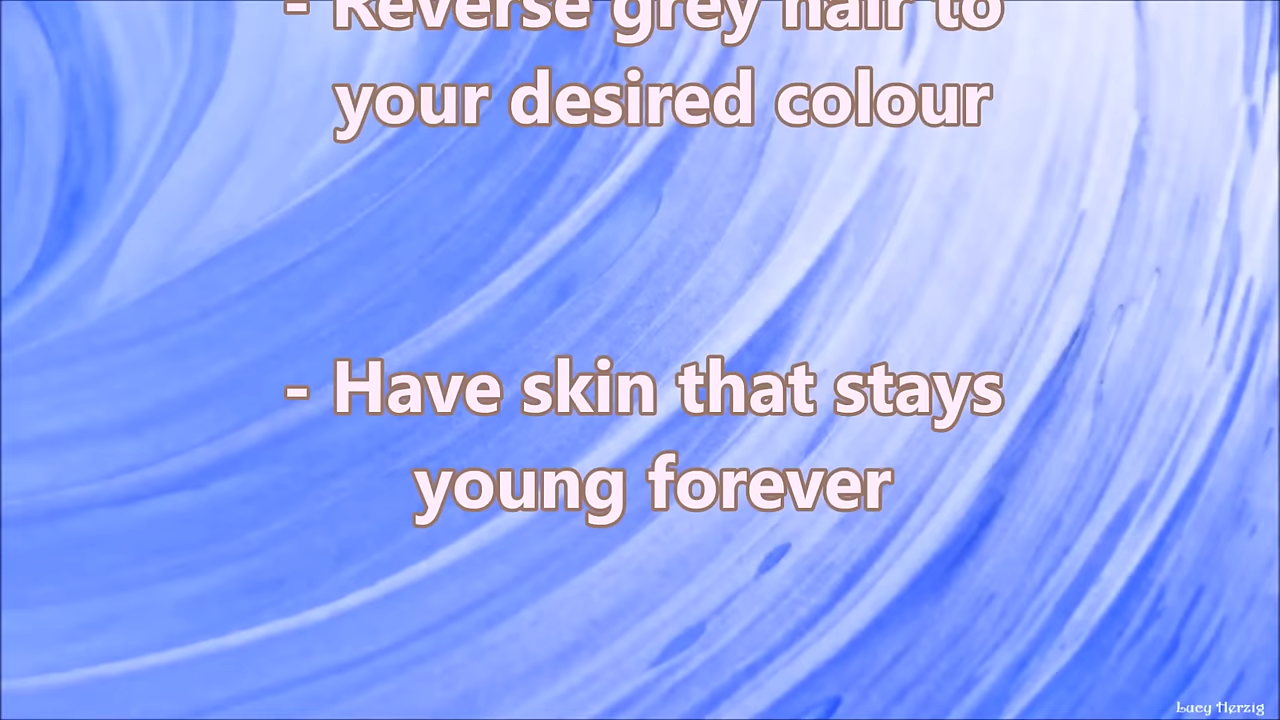 - Reverse grey hair to
your desired colour
- Have skin that stays
young forever
Lucy Herzig